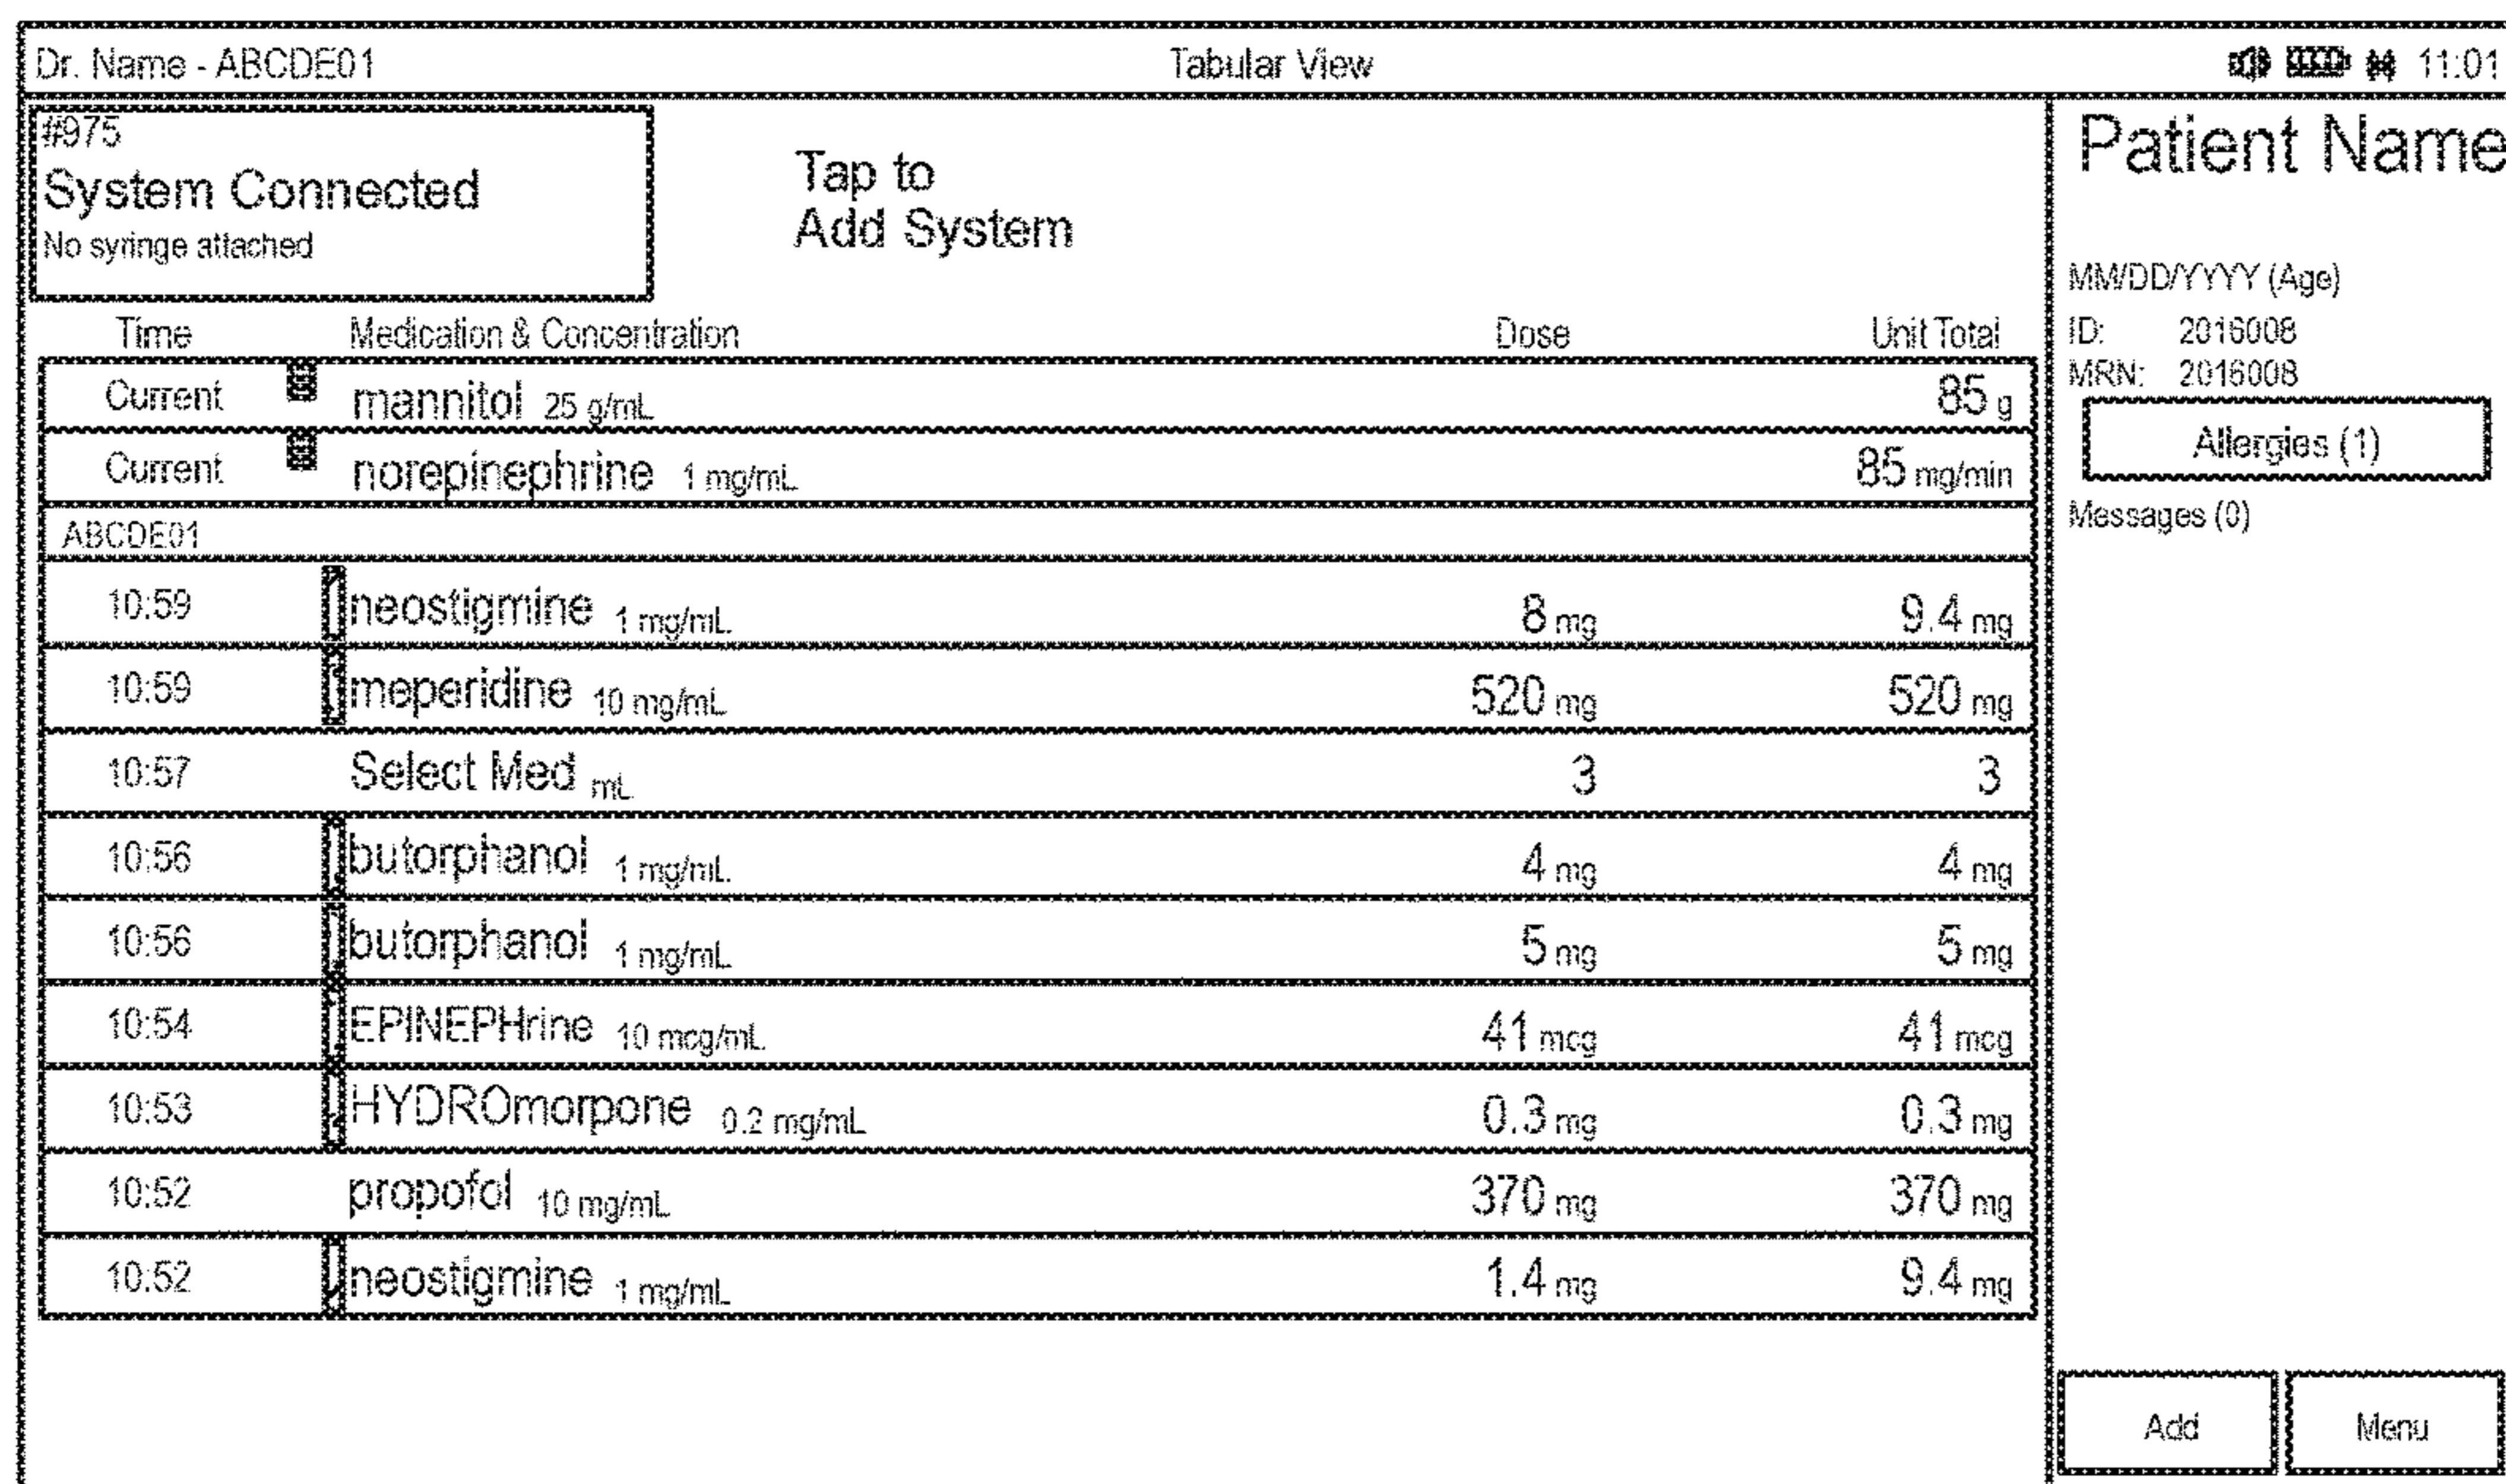 Dr. Name - ABCDE01 Tabular View 11:01
#975
System Connected
No syringe attached
Tap to
Add System
Time Medication & Concentration Dose Unit Total
Current mannitol 25 g/mL 85 g
Current norepinephrine 1 mg/mL 85 mg/min
ABCDE01
10:59 neostigmine 1 mg/mL 8 mg 9.4 mg
10:59 meperidine 10 mg/mL 520 mg 520 mg
10:57 Select Med mL 3 3
10:56 butorphanol 1 mg/mL 4 mg 4 mg
10:56 butorphanol 1 mg/mL 5 mg 5 mg
10:54 EPINEPHrine 10 mcg/mL 41 mcg 41 mcg
10:53 HYDROmorpone 0.2 mg/mL 0.3 mg 0.3 mg
10:52 propofol 10 mg/mL 370 mg 370 mg
10:52 neostigmine 1 mg/mL 1.4 mg 9.4 mg
Patient Name
MM/DD/YYYY (Age)
ID: 2016008
MRN: 2016008
Allergies (1)
Messages (0)
Add Menu